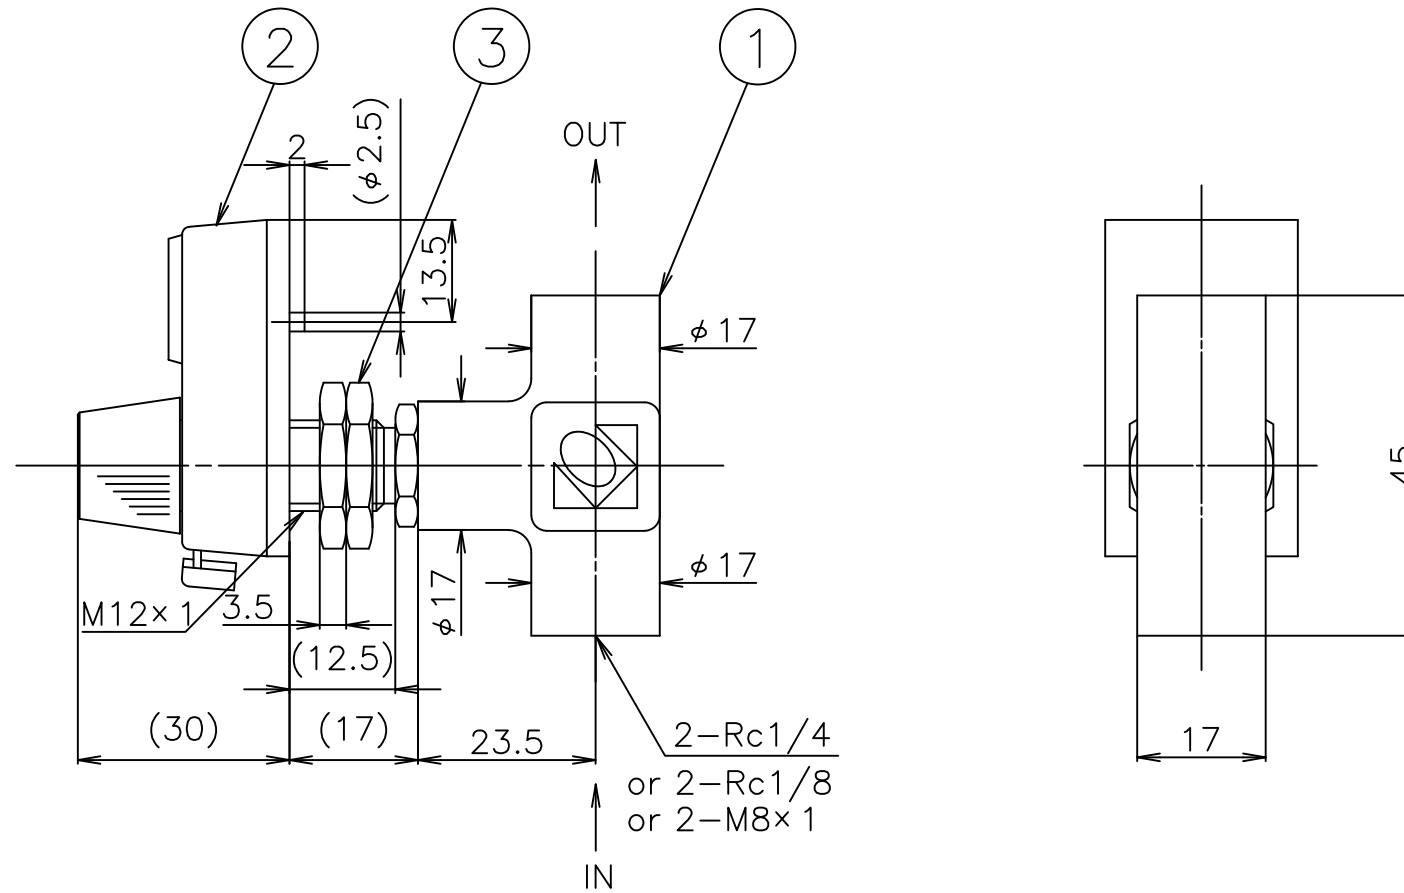 2
3
1
OUT
2
(φ2.5)
13.5
φ17
φ17
φ17
M12×1
3.5
(12.5)
(30)
(17)
23.5
2-Rc1/4
or 2-Rc1/8
or 2-M8×1
IN
17
45